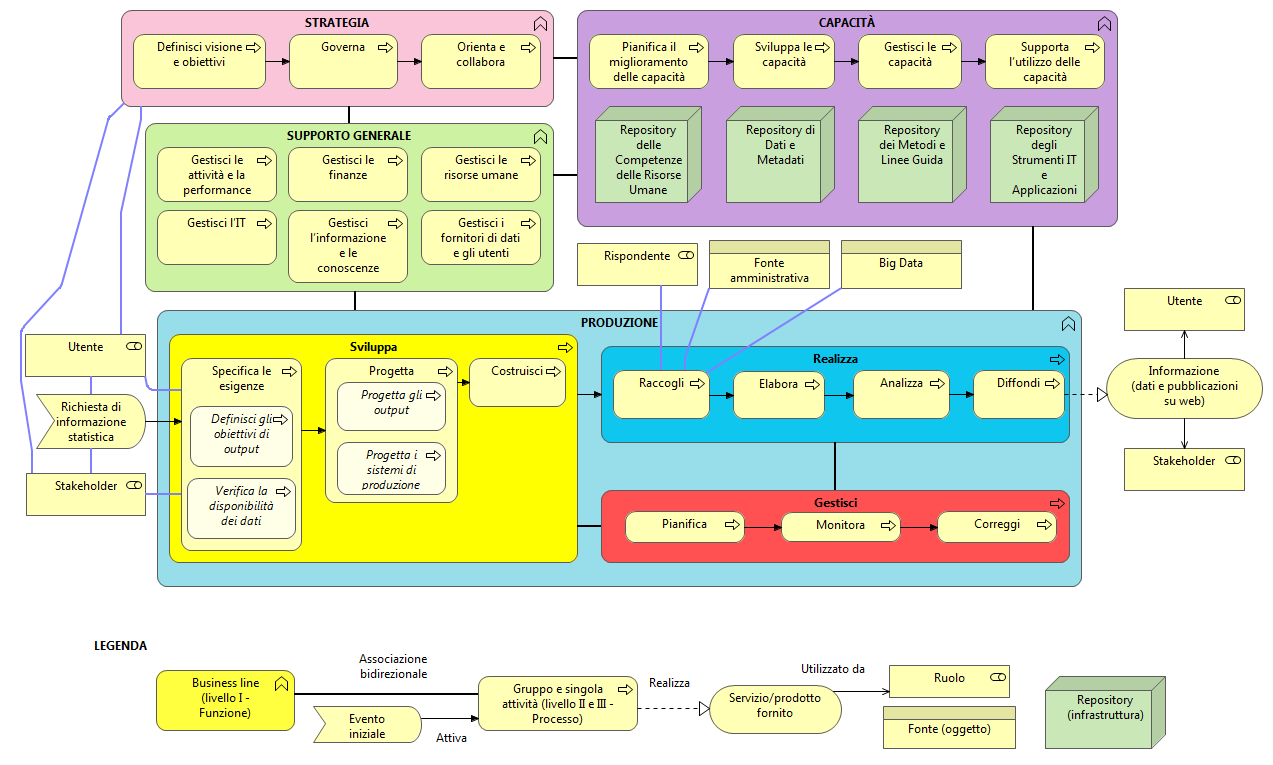 STRATEGIA
Definisci visione
e obiettivi
Governa
Orienta e
collabora
CAPACITÀ
Pianifica il
miglioramento
delle capacità
Sviluppa le
capacità
Gestisci le
capacità
Supporta
l'utilizzo delle
capacità
Repository
delle
Competenze
delle Risorse
Umane
Repository di
Dati e
Metadati
Repository
dei Metodi e
Linee Guida
Repository
degli
Strumenti IT
e
Applicazioni
SUPPORTO GENERALE
Gestisci le
attività e la
performance
Gestisci le
finanze
Gestisci le
risorse umane
Gestisci l'IT
Gestisci
l'informazione
e le
conoscenze
Gestisci i
fornitori di dati
e gli utenti
Rispondente
Fonte
amministrativa
Big Data
Utente
Richiesta di
informazione
statistica
Stakeholder
PRODUZIONE
Sviluppa
Specifica le
esigenze
Definisci gli
obiettivi di
output
Verifica la
disponibilità
dei dati
Progetta
Progetta gli
output
Progetta i
sistemi di
produzione
Costruisci
Realizza
Raccogli
Elabora
Analizza
Diffondi
Gestisci
Pianifica
Monitora
Correggi
Utente
Informazione
(dati e pubblicazioni
su web)
Stakeholder
LEGENDA
Business line
(livello I -
Funzione)
Associazione
bidirezionale
Evento
iniziale
Attiva
Gruppo e singola
attività (livello II e III -
Processo)
Realizza
Servizio/prodotto
fornito
Utilizzato da
Ruolo
Fonte (oggetto)
Repository
(infrastruttura)